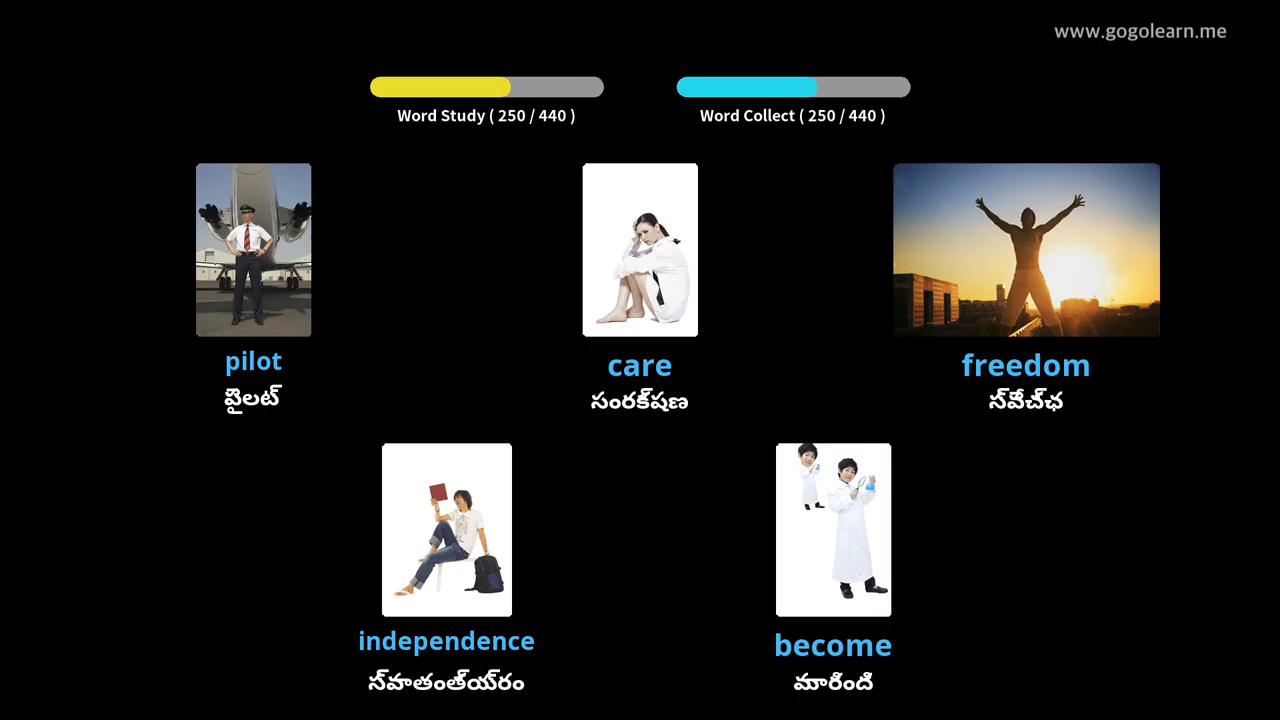 www.gogolearn.me
Word Study ( 250 / 440 )
Word Collect ( 250 / 440 )
pilot
పైలట్
care
సంరక్షణ
freedom
స్వేచ్ఛ
independence
స్వాతంత్య్రం
become
మారింది